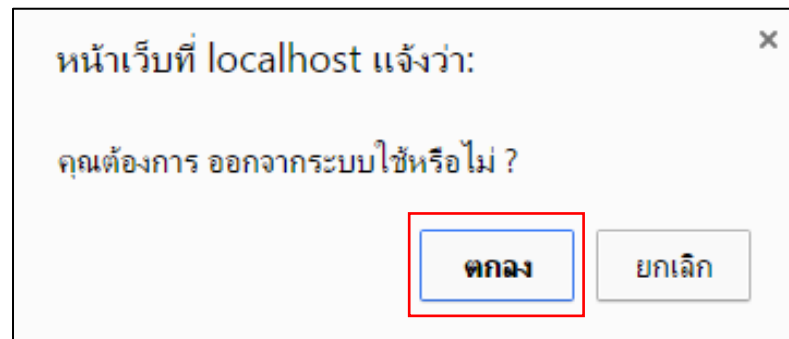 หน้าเว็บที่ localhost แจ้งว่า:
คุณต้องการ ออกจากระบบใช้หรือไม่ ?
ตกลง
ยกเลิก